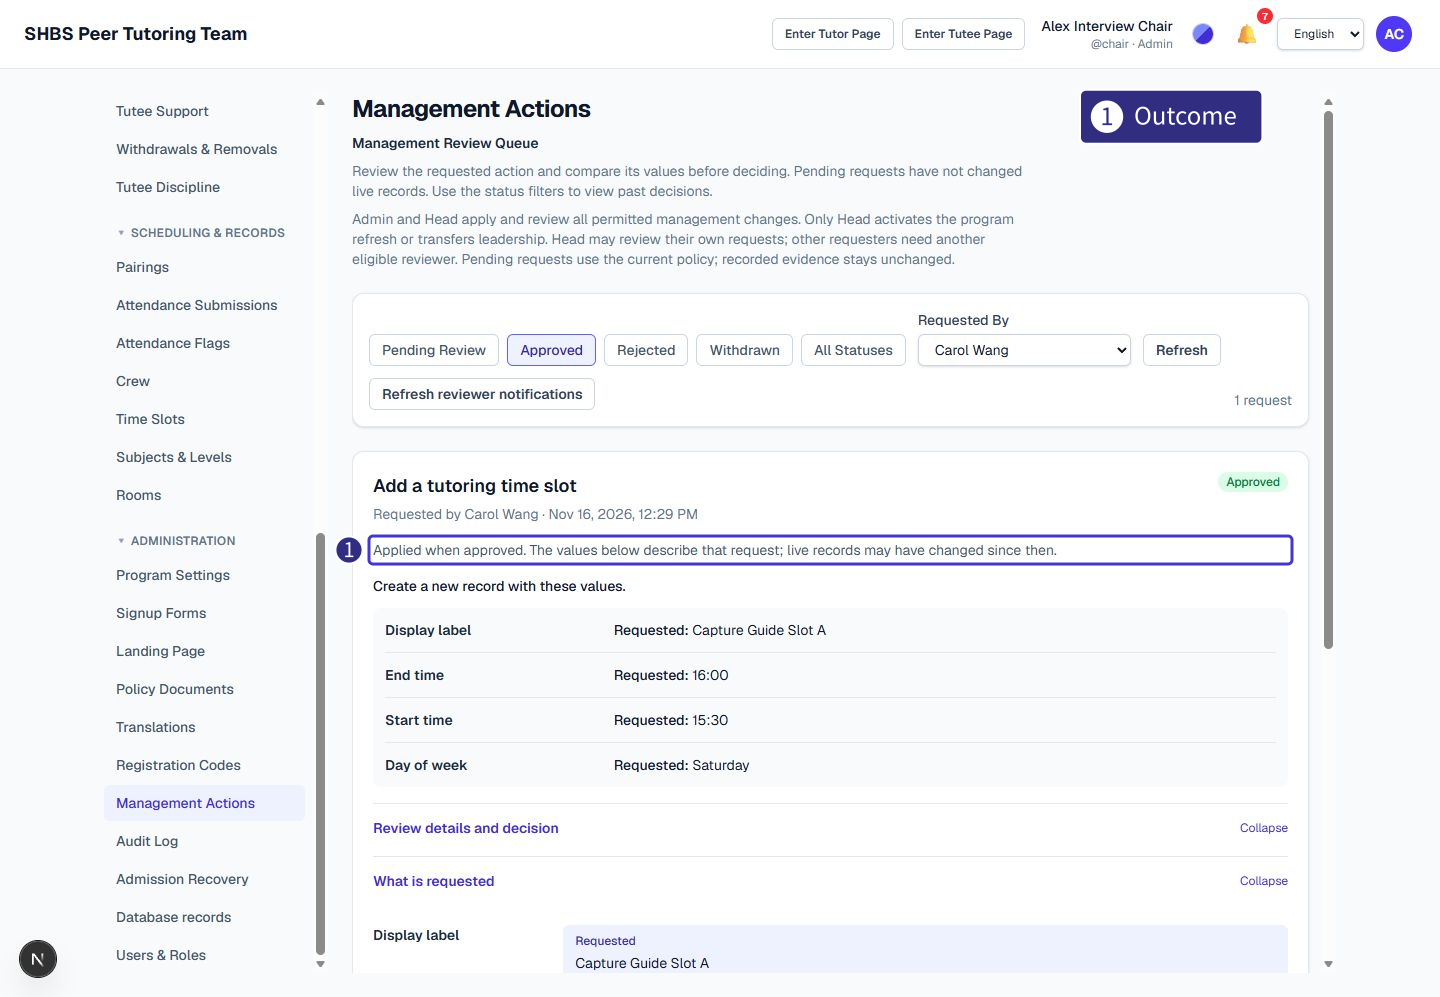 SHBS Peer Tutoring Team
Enter Tutor Page
Enter Tutee Page
Alex Interview Chair
@chair · Admin
7
English
AC
Tutee Support
Withdrawals & Removals
Tutee Discipline
SCHEDULING & RECORDS
Pairings
Attendance Submissions
Attendance Flags
Crew
Time Slots
Subjects & Levels
Rooms
ADMINISTRATION
Program Settings
Signup Forms
Landing Page
Policy Documents
Translations
Registration Codes
Management Actions
Audit Log
Admission Recovery
Database records
Users & Roles
N
Management Actions
1 Outcome
Management Review Queue
Review the requested action and compare its values before deciding. Pending requests have not changed
live records. Use the status filters to view past decisions.
Admin and Head apply and review all permitted management changes. Only Head activates the program
refresh or transfers leadership. Head may review their own requests; other requesters need another
eligible reviewer. Pending requests use the current policy; recorded evidence stays unchanged.
Requested By
Pending Review
Approved
Rejected
Withdrawn
All Statuses
Carol Wang
Refresh
Refresh reviewer notifications
1 request
Add a tutoring time slot
Approved
Requested by Carol Wang · Nov 16, 2026, 12:29 PM
1
Applied when approved. The values below describe that request; live records may have changed since then.
Create a new record with these values.
Display label
Requested: Capture Guide Slot A
End time
Requested: 16:00
Start time
Requested: 15:30
Day of week
Requested: Saturday
Review details and decision
Collapse
What is requested
Collapse
Display label
Requested
Capture Guide Slot A